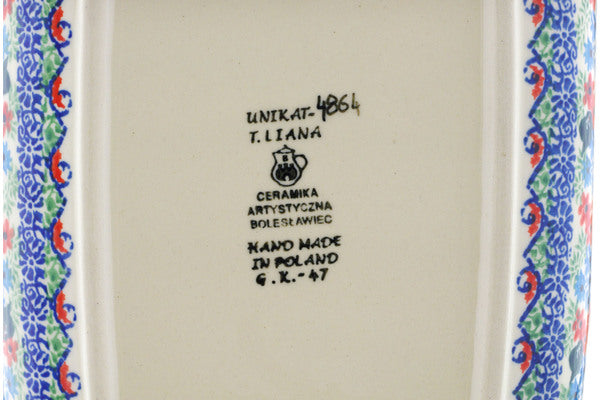 UNIKAT-4864
T. LIANA
B
CERAMIKA
ARTYSTYCZNA
BOLESŁAWIEC
HAND MADE
IN POLAND
G.K.-47